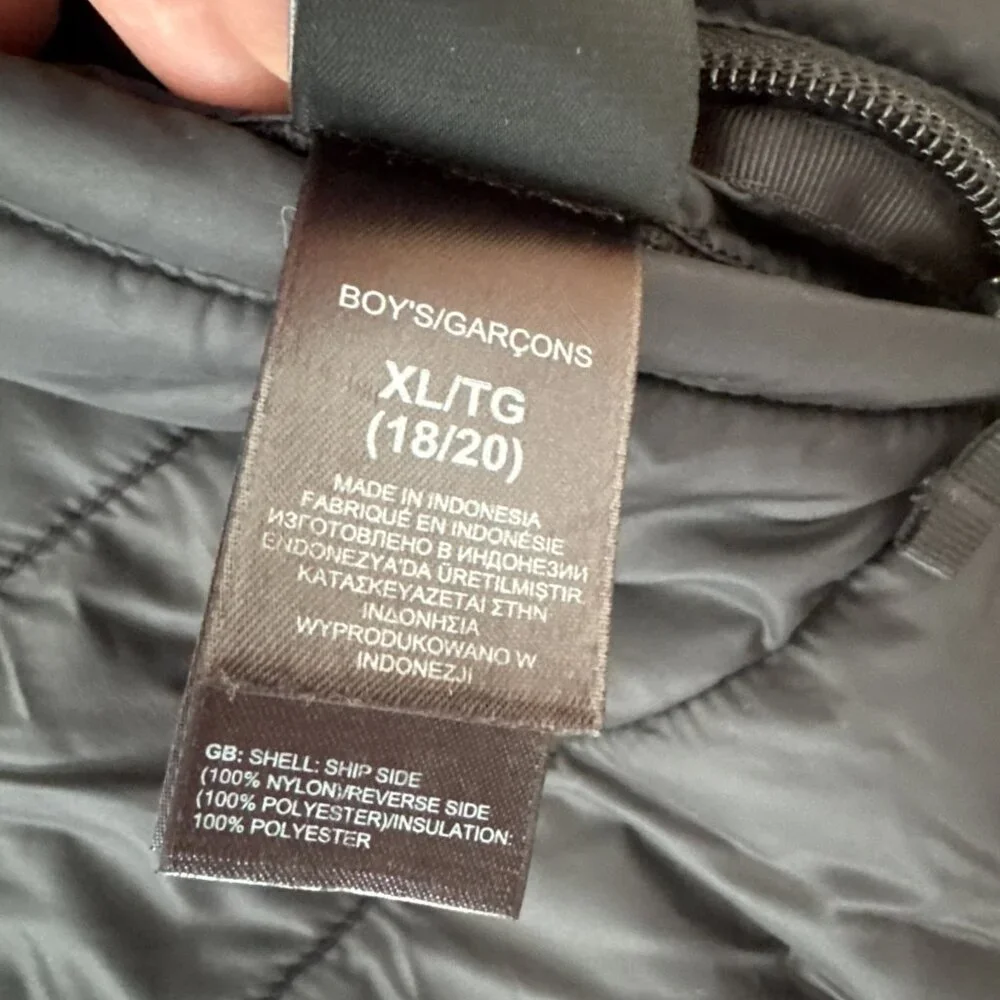 BOY'S/GARÇONS
XL/TG
(18/20)
MADE IN INDONESIA
FABRIQUÉ EN INDONÉSIE
ИЗГОТОВЛЕНО В ИНДОНЕЗИИ
ENDONEZYA'DA ÜRETILMIŞTIR
ΚΑΤΑΣΚΕΥΑΖΕΤΑΙ ΣΤΗΝ
ΙΝΔΟΝΗΣΙΑ
WYPRODUKOWANO W
INDONEZJI
GB: SHELL: SHIP SIDE
(100% NYLON)/REVERSE SIDE
(100% POLYESTER)/INSULATION:
100% POLYESTER